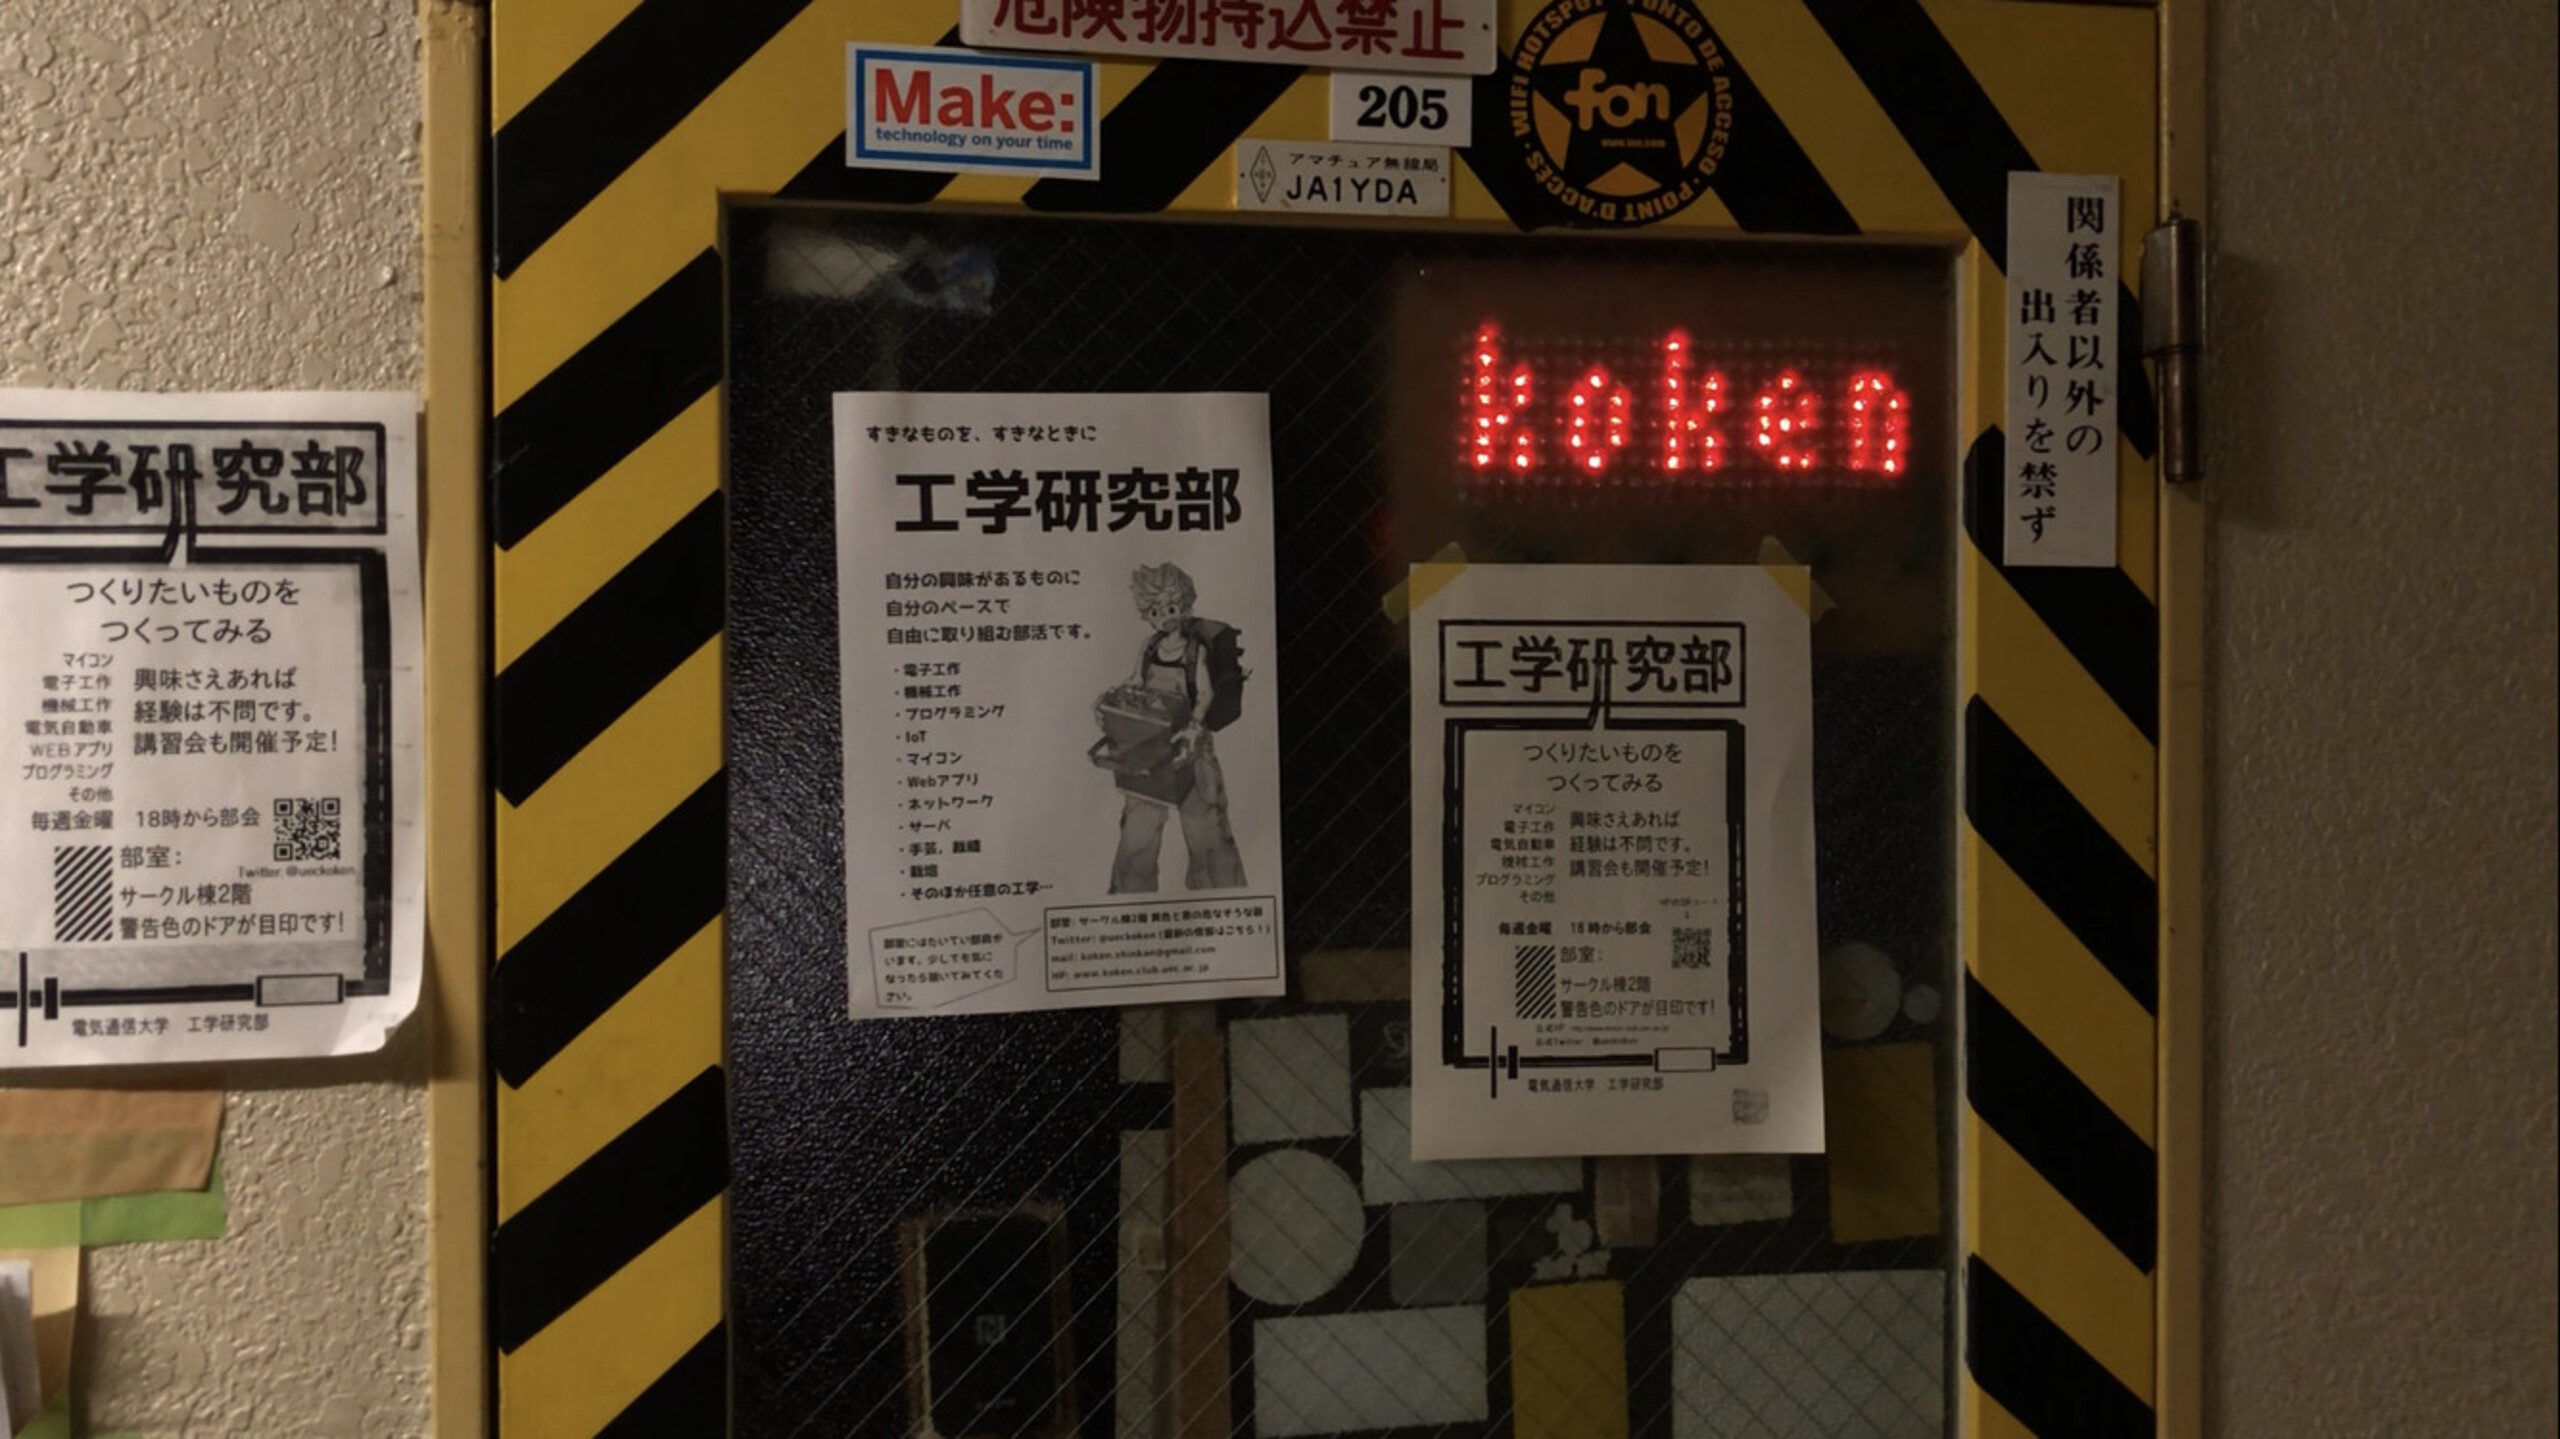 危険物持込禁止
Make:
technology on your time
205
アマチュア無線局
JA1YDA
WIFI HOTSPOT · PUNTO DE ACCESO · POINT D'ACCÈS ·
fon
www.fon.com
関係者以外の
出入りを禁ず
koken
工学研究部
つくりたいものを
つくってみる
マイコン
電子工作
機械工作
電気自動車
WEBアプリ
プログラミング
その他
興味さえあれば
経験は不問です。
講習会も開催予定!
毎週金曜 18時から部会
Twitter: @ueckoken
部室:
サークル棟2階
警告色のドアが目印です!
電気通信大学 工学研究部
すきなものを、すきなときに
工学研究部
自分の興味があるものに
自分のペースで
自由に取り組む部活です。
・電子工作
・機械工作
・プログラミング
・IoT
・マイコン
・Webアプリ
・ネットワーク
・サーバ
・手芸，裁縫
・栽培
・そのほか任意の工学…
部室にはたいてい部員が
います。少しでも気に
なったら覗いてみてくだ
さい。
部室: サークル棟2階 黄色と黒の危なそうな扉
Twitter: @ueckoken (最新の情報はこちら!)
mail: koken.shinkan@gmail.com
HP: www.koken.club.uec.ac.jp
工学研究部
つくりたいものを
つくってみる
マイコン
電子工作
電気自動車
機械工作
プログラミング
その他
興味さえあれば
経験は不問です。
講習会も開催予定!
毎週金曜 18時から部会
部室:
サークル棟2階
警告色のドアが目印です!
公式Twitter : @ueckoken
電気通信大学 工学研究部